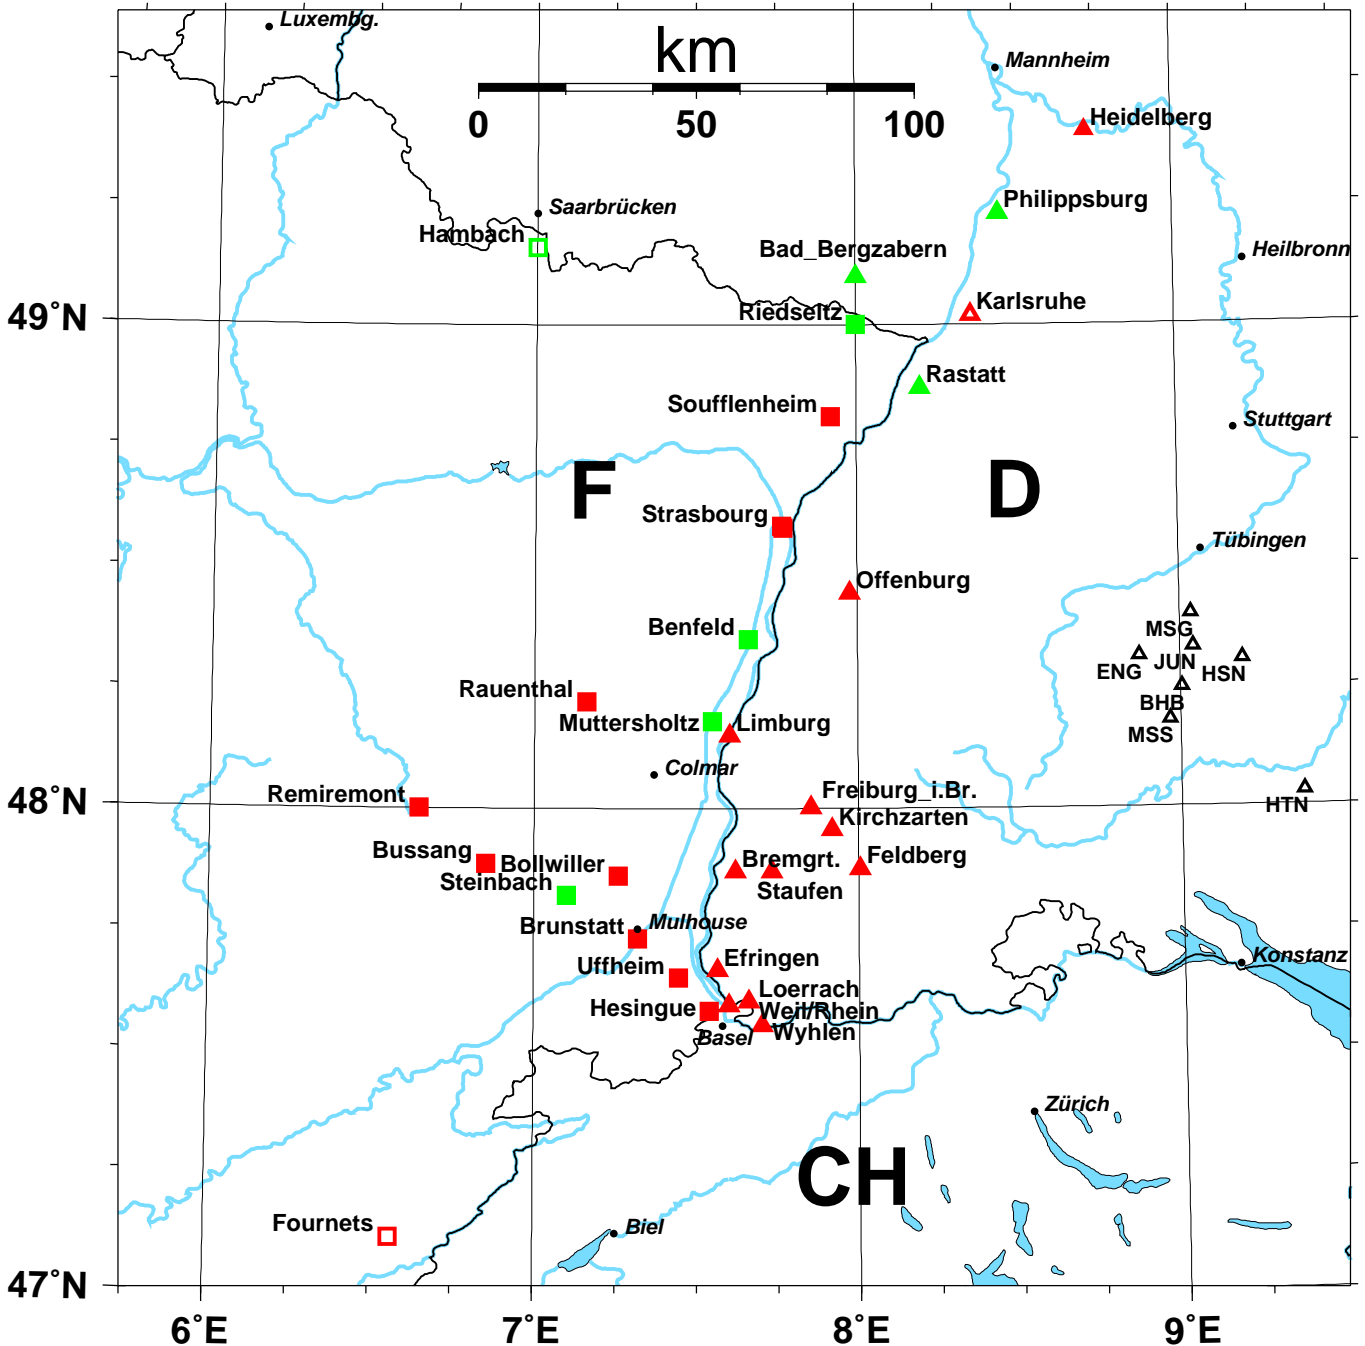 Luxembg.
km
0 50 100
Mannheim
Heidelberg
Saarbrücken
Philippsburg
Hambach
Bad_Bergzabern
Heilbronn
Karlsruhe
Riedseltz
49°N
Rastatt
Soufflenheim
Stuttgart
F
D
Strasbourg
Tübingen
Offenburg
Benfeld
MSG
JUN
ENG
HSN
Rauenthal
BHB
Muttersholtz
Limburg
MSS
Colmar
Remiremont
Freiburg_i.Br.
HTN
48°N
Kirchzarten
Bussang
Bollwiller
Bremgrt.
Feldberg
Steinbach
Staufen
Brunstatt
Mulhouse
Konstanz
Uffheim
Efringen
Loerrach
Hesingue
Weil/Rhein
Basel
Wyhlen
Zürich
CH
Fournets
Biel
47°N
6°E 7°E 8°E 9°E